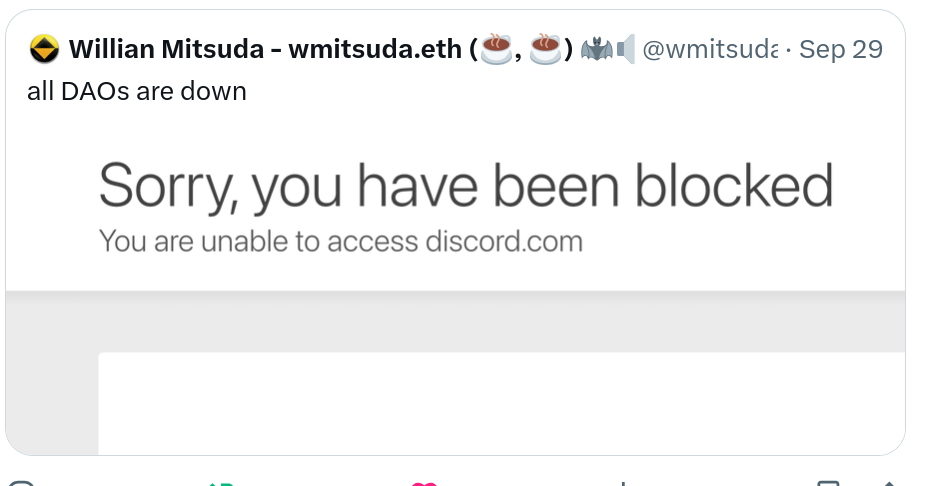 Willian Mitsuda - wmitsuda.eth (☕, ☕) 🦇🔊 @wmitsuda · Sep 29
all DAOs are down
Sorry, you have been blocked
You are unable to access discord.com